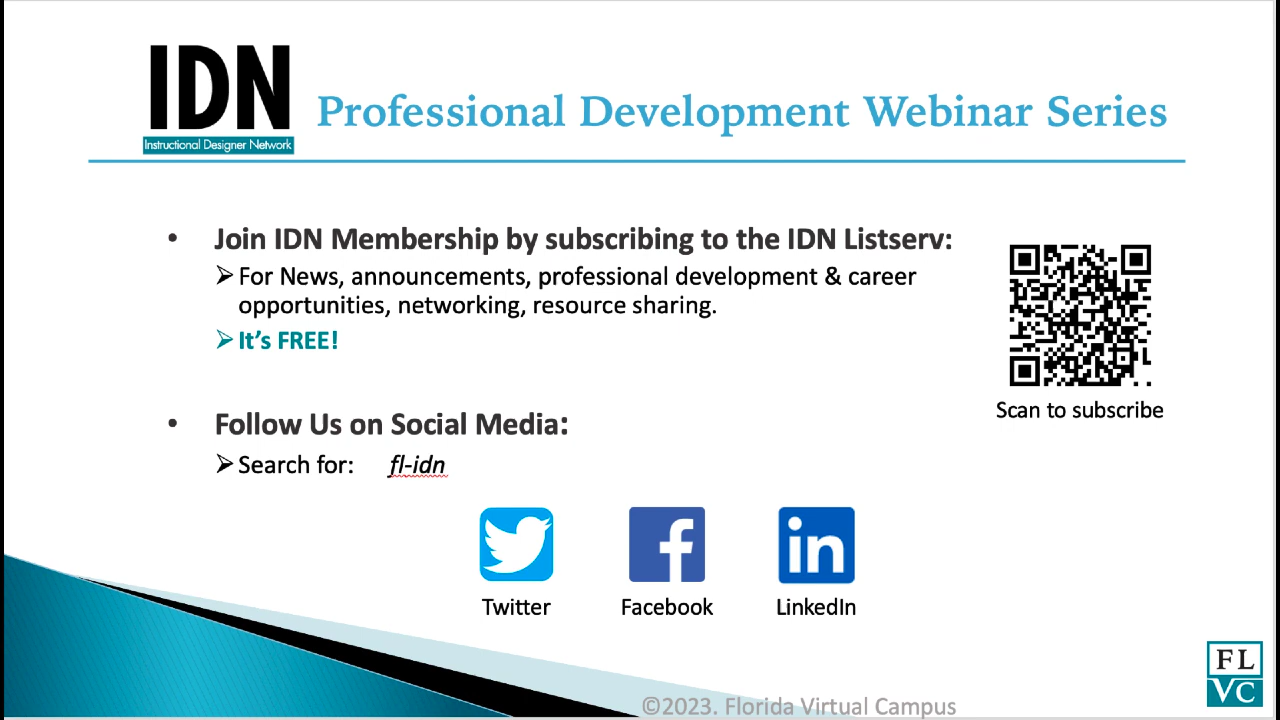 IDN
Instructional Designer Network
Professional Development Webinar Series
• Join IDN Membership by subscribing to the IDN Listserv:
➢ For News, announcements, professional development & career
opportunities, networking, resource sharing.
➢ It’s FREE!
Scan to subscribe
• Follow Us on Social Media:
➢ Search for: fl-idn
Twitter
Facebook
LinkedIn
FL
VC
©2023. Florida Virtual Campus